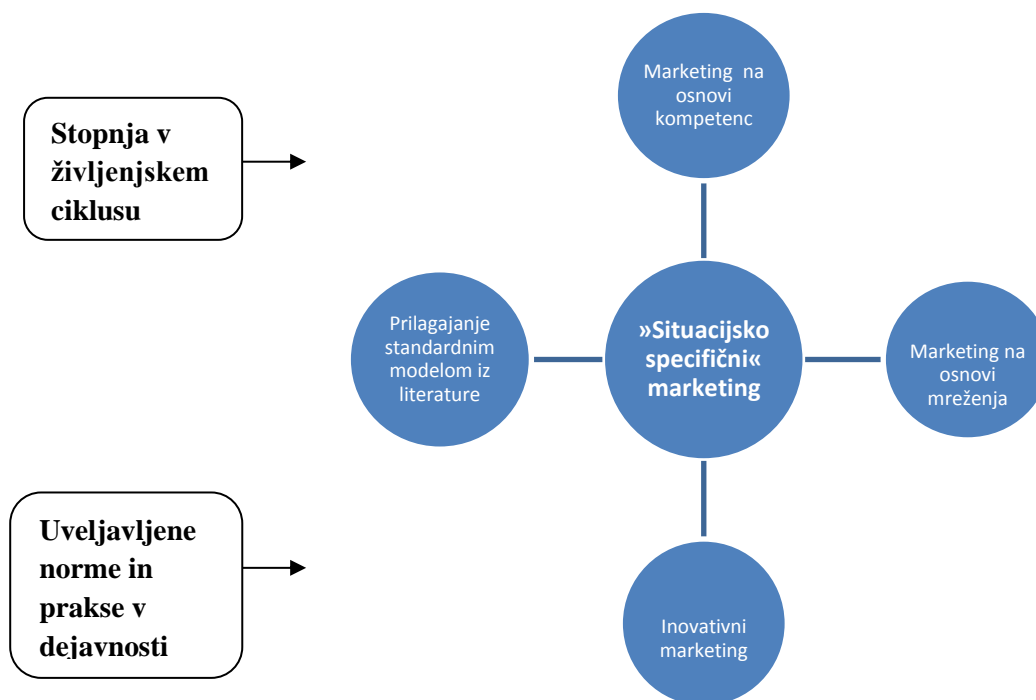 Marketing na
osnovi
kompetenc
Stopnja v
življenjskem
ciklusu
Prilagajanje
standardnim
modelom iz
literature
»Situacijsko
specifični«
marketing
Marketing na
osnovi
mreženja
Uveljavljene
norme in
prakse v
dejavnosti
Inovativni
marketing